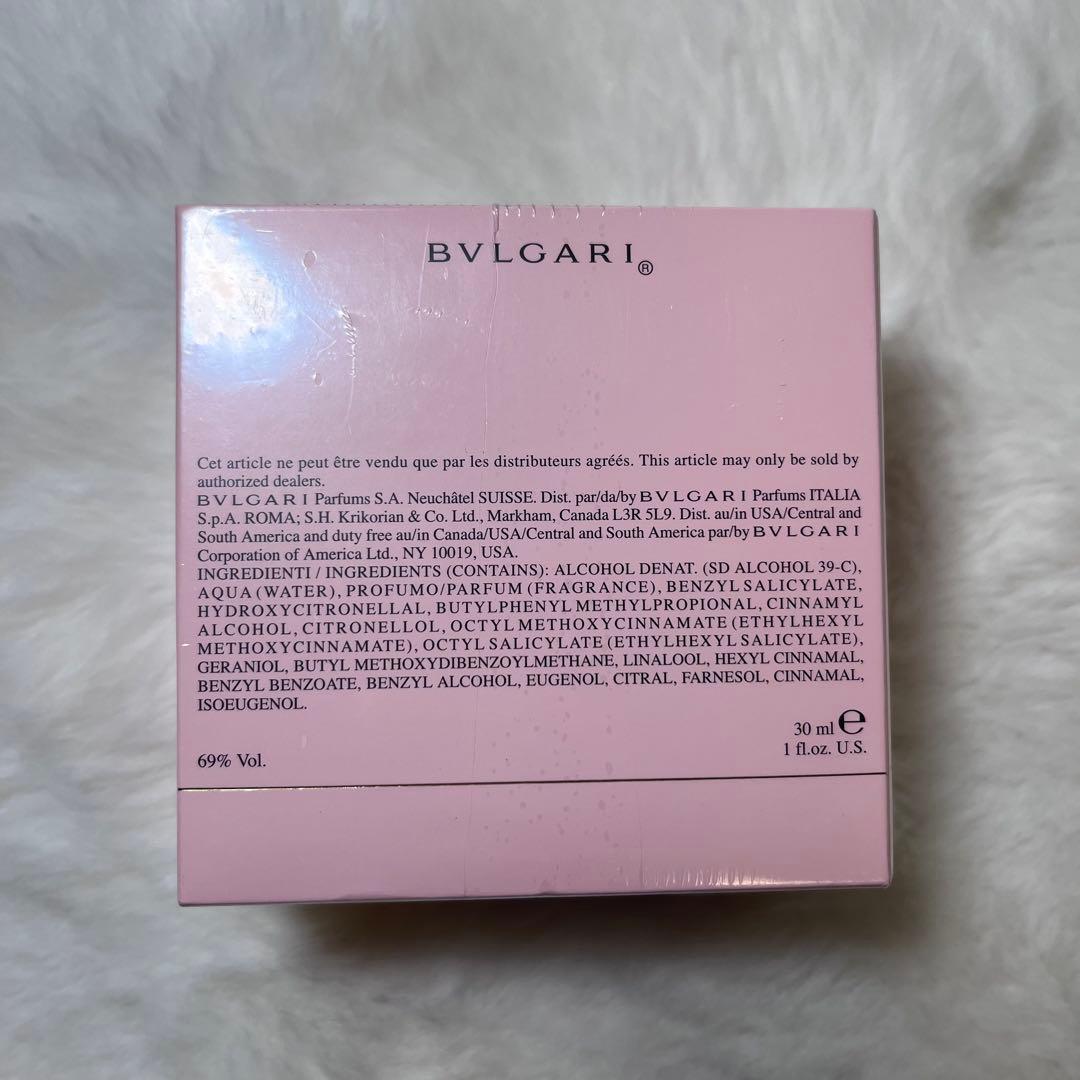 BVLGARI®
Cet article ne peut être vendu que par les distributeurs agréés. This article may only be sold by
authorized dealers.
BVLGARI Parfums S.A. Neuchâtel SUISSE. Dist. par/da/by BVLGARI Parfums ITALIA
S.p.A. ROMA; S.H. Krikorian & Co. Ltd., Markham, Canada L3R 5L9. Dist. au/in USA/Central and
South America and duty free au/in Canada/USA/Central and South America par/by BVLGARI
Corporation of America Ltd., NY 10019, USA.
INGREDIENTI / INGREDIENTS (CONTAINS): ALCOHOL DENAT. (SD ALCOHOL 39-C),
AQUA (WATER), PROFUMO/PARFUM (FRAGRANCE), BENZYL SALICYLATE,
HYDROXYCITRONELLAL, BUTYLPHENYL METHYLPROPIONAL, CINNAMYL
ALCOHOL, CITRONELLOL, OCTYL METHOXYCINNAMATE (ETHYLHEXYL
METHOXYCINNAMATE), OCTYL SALICYLATE (ETHYLHEXYL SALICYLATE),
GERANIOL, BUTYL METHOXYDIBENZOYLMETHANE, LINALOOL, HEXYL CINNAMAL,
BENZYL BENZOATE, BENZYL ALCOHOL, EUGENOL, CITRAL, FARNESOL, CINNAMAL,
ISOEUGENOL.
30 ml ℮
1 fl.oz. U.S.
69% Vol.